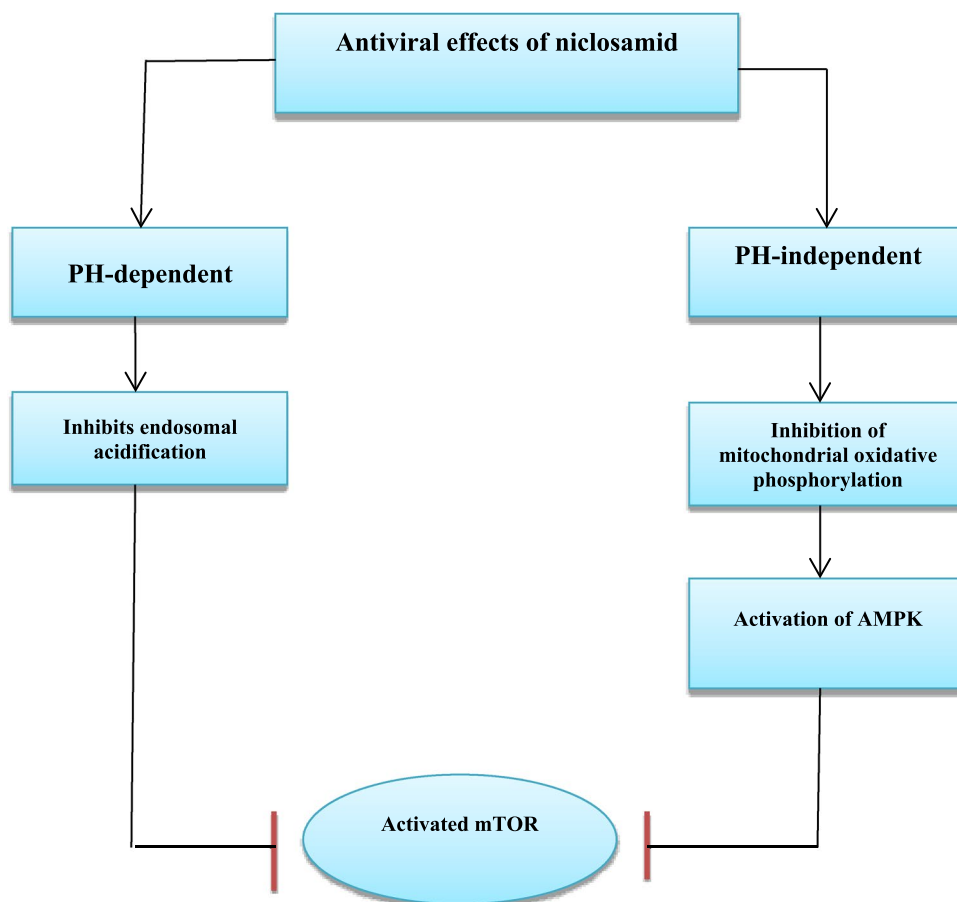 Antiviral effects of niclosamid
PH-dependent
PH-independent
Inhibits endosomal
acidification
Inhibition of
mitochondrial oxidative
phosphorylation
Activation of AMPK
Activated mTOR